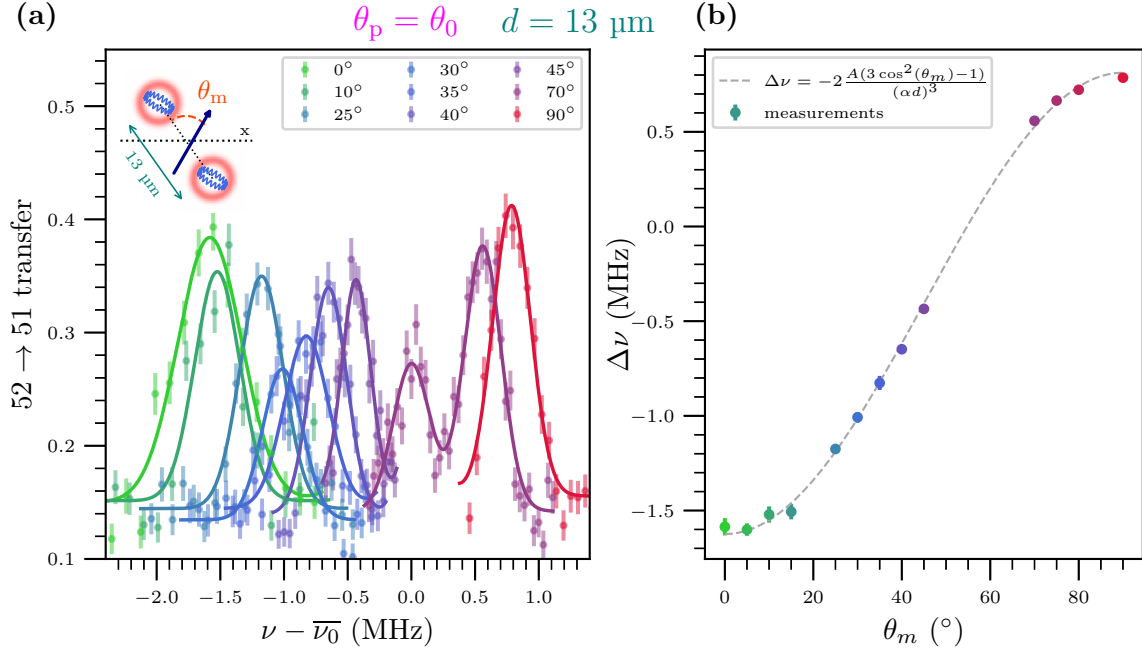 (a)
θp = θ0 d = 13 µm
(b)
0° 30° 45°
10° 35° 70°
25° 40° 90°
θm
x
13 µm
52 → 51 transfer
0.5
0.4
0.3
0.2
0.1
−2.0 −1.5 −1.0 −0.5 0.0 0.5 1.0
ν − ν̅0̅ (MHz)
Δν = −2 A(3 cos²(θm)−1)/(αd)³
measurements
Δν (MHz)
0.5
0.0
−0.5
−1.0
−1.5
0 20 40 60 80
θm (°)